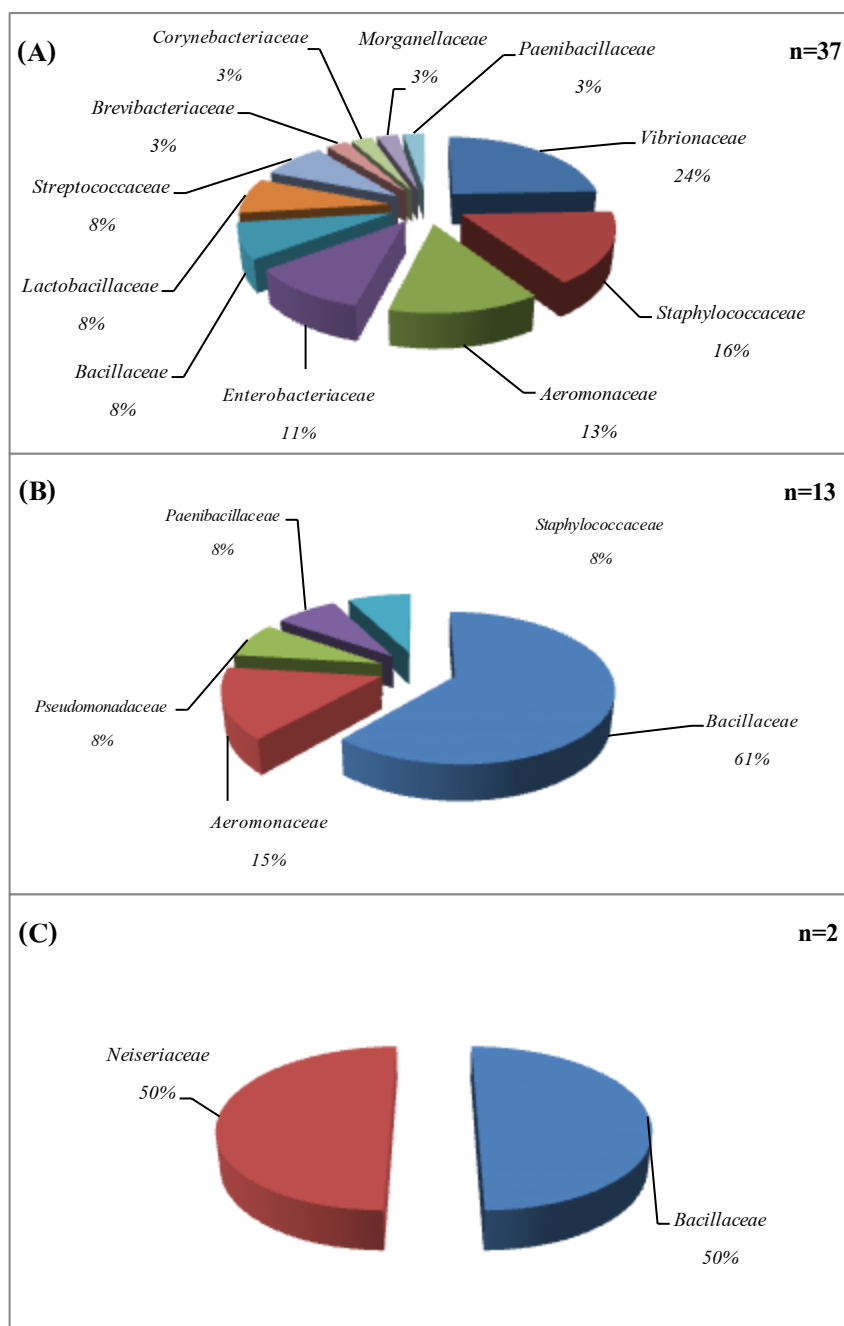 (A)
n=37
Corynebacteriaceae
3%
Morganellaceae
3%
Paenibacillaceae
3%
Brevibacteriaceae
3%
Vibrionaceae
24%
Streptococcaceae
8%
Lactobacillaceae
8%
Staphylococcaceae
16%
Bacillaceae
8%
Enterobacteriaceae
11%
Aeromonaceae
13%
(B)
n=13
Paenibacillaceae
8%
Staphylococcaceae
8%
Pseudomonadaceae
8%
Bacillaceae
61%
Aeromonaceae
15%
(C)
n=2
Neiseriaceae
50%
Bacillaceae
50%